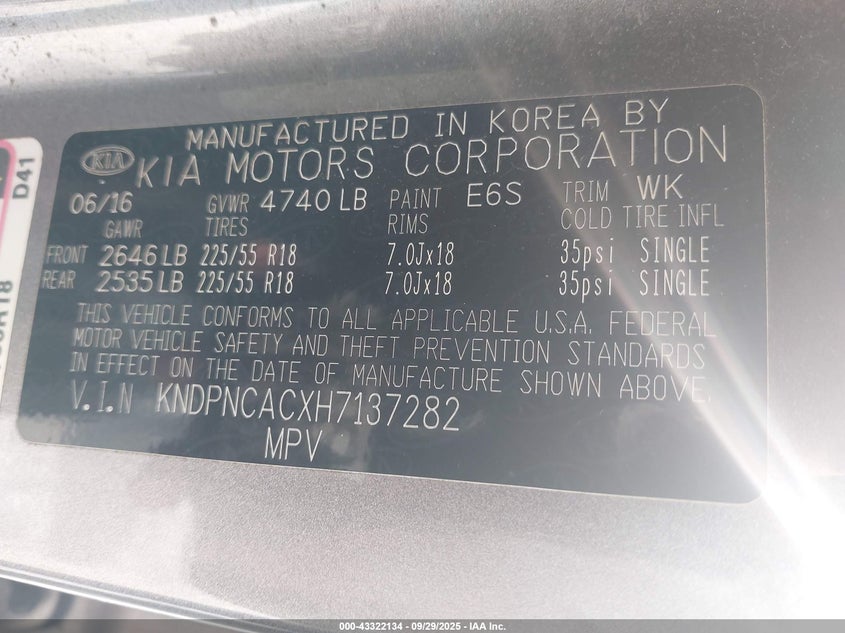 MANUFACTURED IN KOREA BY
KIA KIA MOTORS CORPORATION
06/16 GVWR 4740 LB PAINT E6S TRIM WK
GAWR TIRES RIMS COLD TIRE INFL
FRONT 2646 LB 225/55 R18 7.0Jx18 35psi SINGLE
REAR 2535 LB 225/55 R18 7.0Jx18 35psi SINGLE
THIS VEHICLE CONFORMS TO ALL APPLICABLE U.S.A. FEDERAL
MOTOR VEHICLE SAFETY AND THEFT PREVENTION STANDARDS
IN EFFECT ON THE DATE OF MANUFACTURE SHOWN ABOVE.
V.I.N KNDPNCACXH7137282
MPV
D41
000-43322134 - 09/29/2025 - IAA Inc.